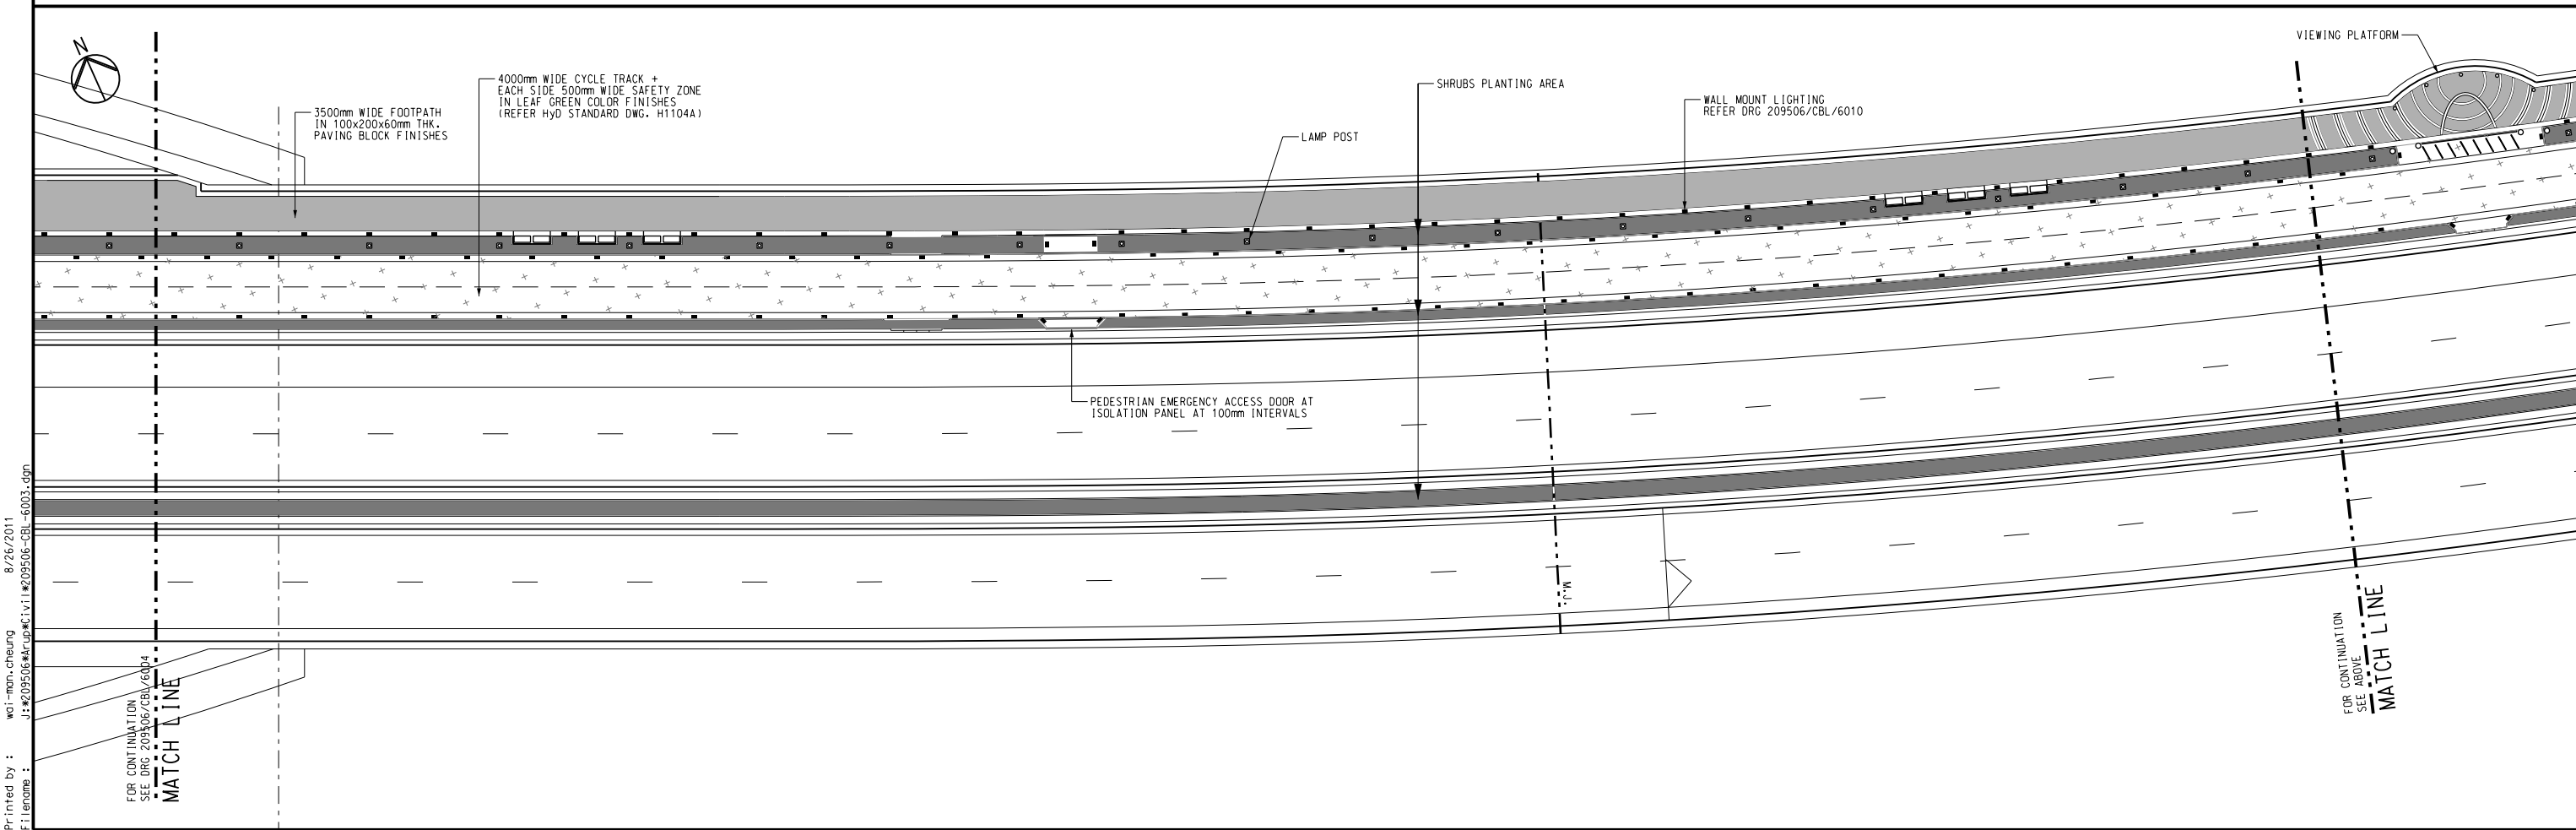 N
3500mm WIDE FOOTPATH
IN 100x200x60mm THK.
PAVING BLOCK FINISHES
4000mm WIDE CYCLE TRACK +
EACH SIDE 500mm WIDE SAFETY ZONE
IN LEAF GREEN COLOR FINISHES
(REFER HyD STANDARD DWG. H1104A)
LAMP POST
SHRUBS PLANTING AREA
WALL MOUNT LIGHTING
REFER DRG 209506/CBL/6010
VIEWING PLATFORM
PEDESTRIAN EMERGENCY ACCESS DOOR AT
ISOLATION PANEL AT 100mm INTERVALS
M.J.
FOR CONTINUATION
SEE DRG 209506/CBL/6004
MATCH LINE
FOR CONTINUATION
SEE ABOVE
MATCH LINE
Printed by : wai-man.cheung 8/26/2011
Filename : J:*209506*Arup*Civil*209506-CBL-6003.dgn